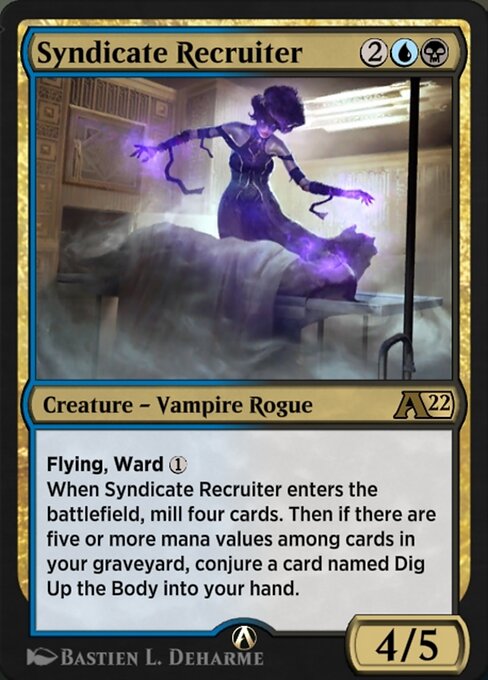 Syndicate Recruiter 2
Creature – Vampire Rogue A22
Flying, Ward 1
When Syndicate Recruiter enters the
battlefield, mill four cards. Then if there are
five or more mana values among cards in
your graveyard, conjure a card named Dig
Up the Body into your hand.
4/5
Bastien L. Deharme